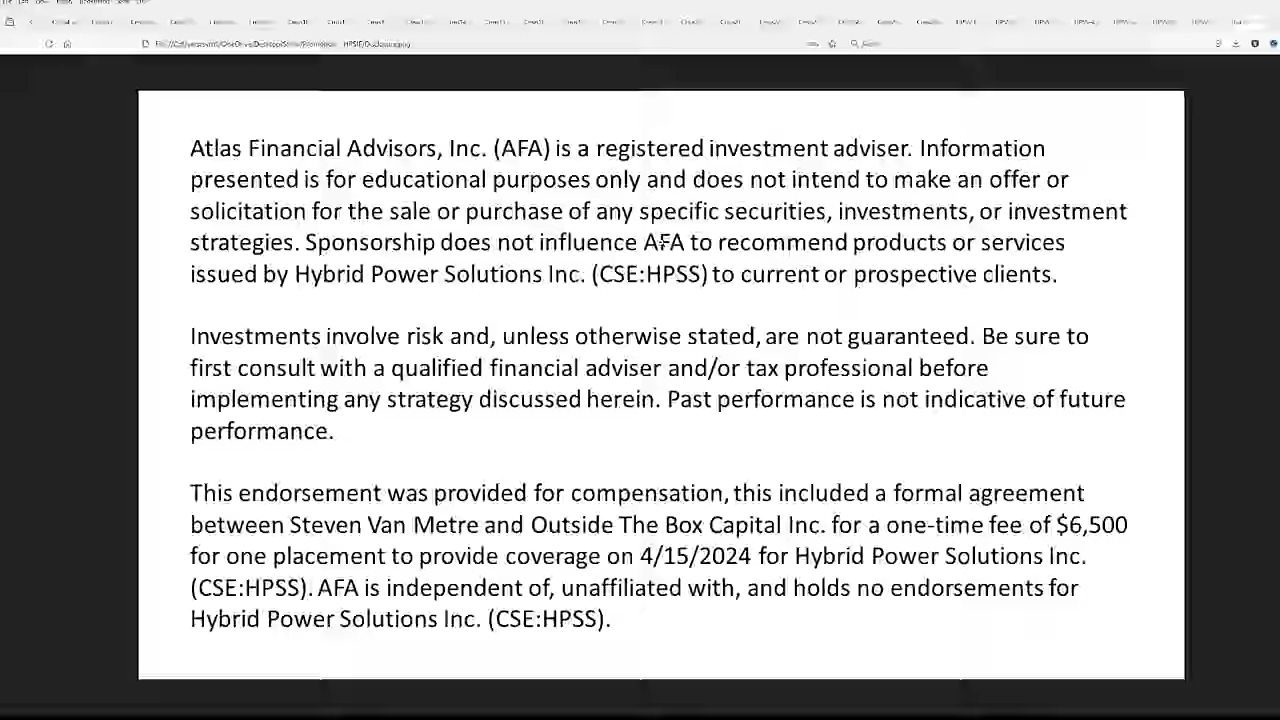 Atlas Financial Advisors, Inc. (AFA) is a registered investment adviser. Information
presented is for educational purposes only and does not intend to make an offer or
solicitation for the sale or purchase of any specific securities, investments, or investment
strategies. Sponsorship does not influence AFA to recommend products or services
issued by Hybrid Power Solutions Inc. (CSE:HPSS) to current or prospective clients.
Investments involve risk and, unless otherwise stated, are not guaranteed. Be sure to
first consult with a qualified financial adviser and/or tax professional before
implementing any strategy discussed herein. Past performance is not indicative of future
performance.
This endorsement was provided for compensation, this included a formal agreement
between Steven Van Metre and Outside The Box Capital Inc. for a one-time fee of $6,500
for one placement to provide coverage on 4/15/2024 for Hybrid Power Solutions Inc.
(CSE:HPSS). AFA is independent of, unaffiliated with, and holds no endorsements for
Hybrid Power Solutions Inc. (CSE:HPSS).